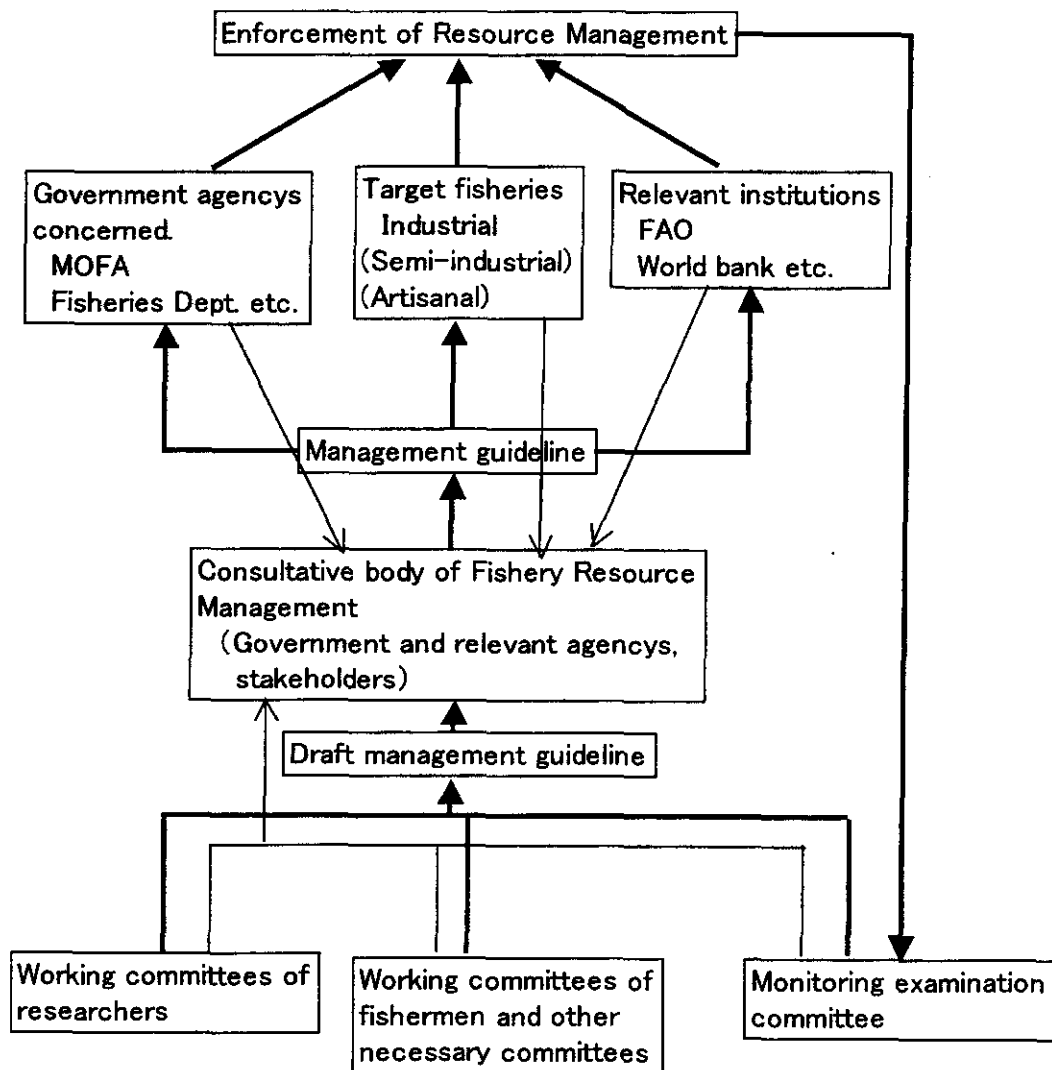 Enforcement of Resource Management
Government agencys
concerned.
MOFA
Fisheries Dept. etc.
Target fisheries
Industrial
(Semi-industrial)
(Artisanal)
Relevant institutions
FAO
World bank etc.
Management guideline
Consultative body of Fishery Resource
Management
(Government and relevant agencys,
stakeholders)
Draft management guideline
Working committees of
researchers
Working committees of
fishermen and other
necessary committees
Monitoring examination
committee